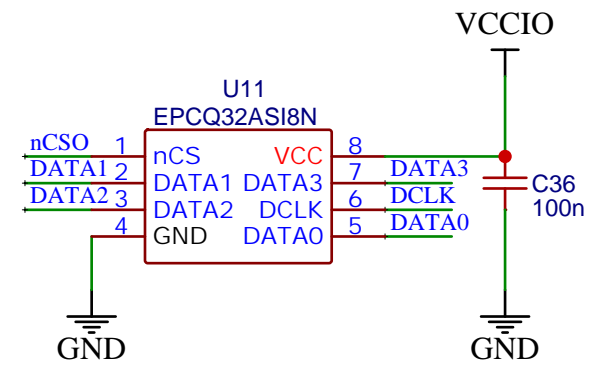 VCCIO
U11
EPCQ32ASI8N
nCSO 1 nCS VCC 8
DATA1 2 DATA1 DATA3 7 DATA3
DATA2 3 DATA2 DCLK 6 DCLK
4 GND DATA0 5 DATA0
C36
100n
GND GND